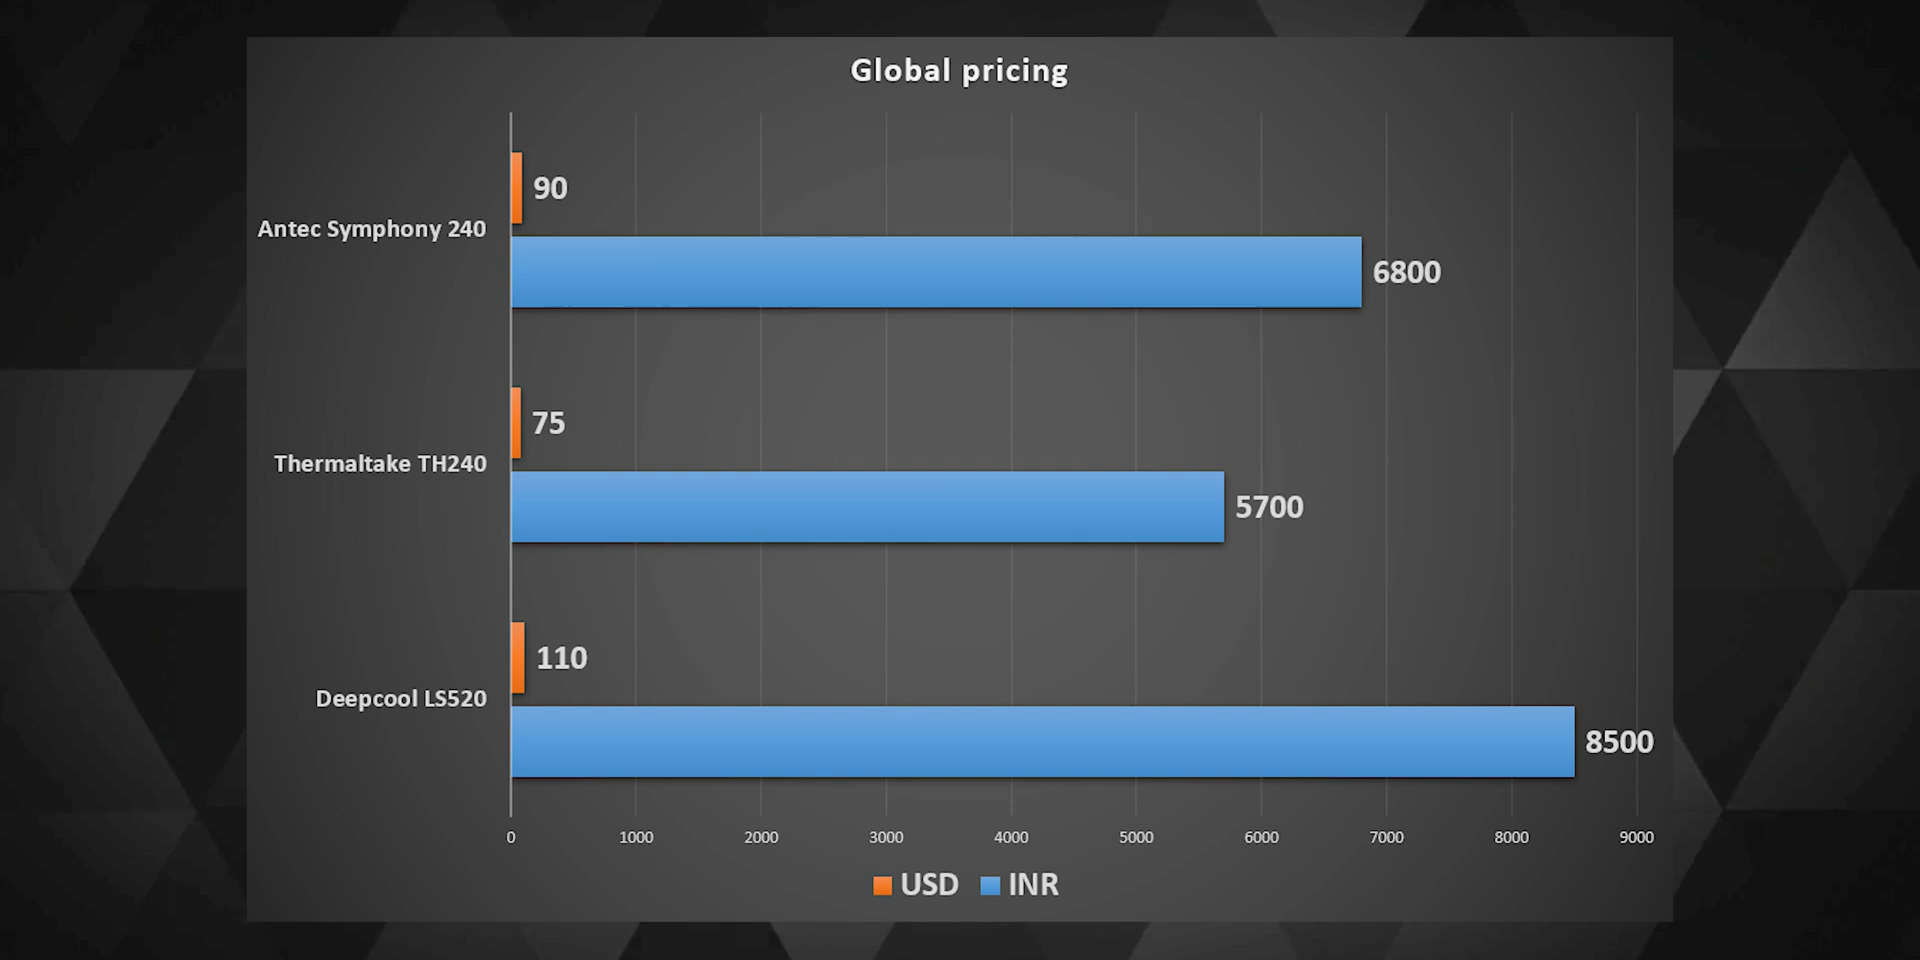 Global pricing
Antec Symphony 240
90
6800
Thermaltake TH240
75
5700
Deepcool LS520
110
8500
0 1000 2000 3000 4000 5000 6000 7000 8000 9000
USD INR